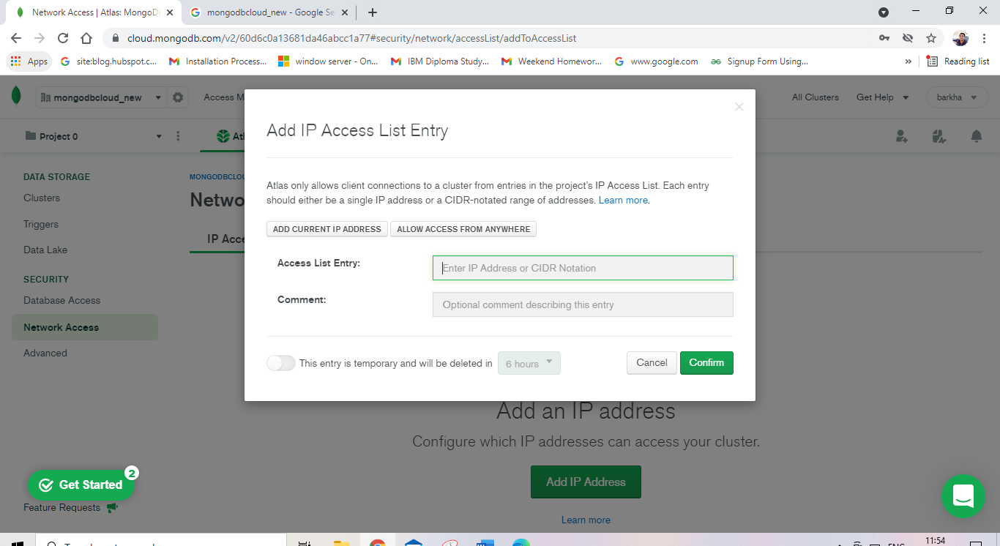 Network Access | Atlas: MongoD
mongodbcloud_new - Google Se
cloud.mongodb.com/v2/60d6c0a13681da46abcc1a77#security/network/accessList/addToAccessList
Apps
site:blog.hubspot.c...
Installation Process...
window server - On...
IBM Diploma Study...
Weekend Homewor...
www.google.com
Signup Form Using...
»
Reading list
mongodbcloud_new
Access M
All Clusters
Get Help
barkha
Project 0
Atl
DATA STORAGE
Clusters
Triggers
Data Lake
SECURITY
Database Access
Network Access
Advanced
MONGODBCLOU
Netwo
IP Acce
Add IP Access List Entry
Atlas only allows client connections to a cluster from entries in the project's IP Access List. Each entry
should either be a single IP address or a CIDR-notated range of addresses. Learn more.
ADD CURRENT IP ADDRESS
ALLOW ACCESS FROM ANYWHERE
Access List Entry:
Enter IP Address or CIDR Notation
Comment:
Optional comment describing this entry
This entry is temporary and will be deleted in
6 hours
Cancel
Confirm
Add an IP address
Configure which IP addresses can access your cluster.
Add IP Address
Learn more
Get Started
2
Feature Requests
11:54